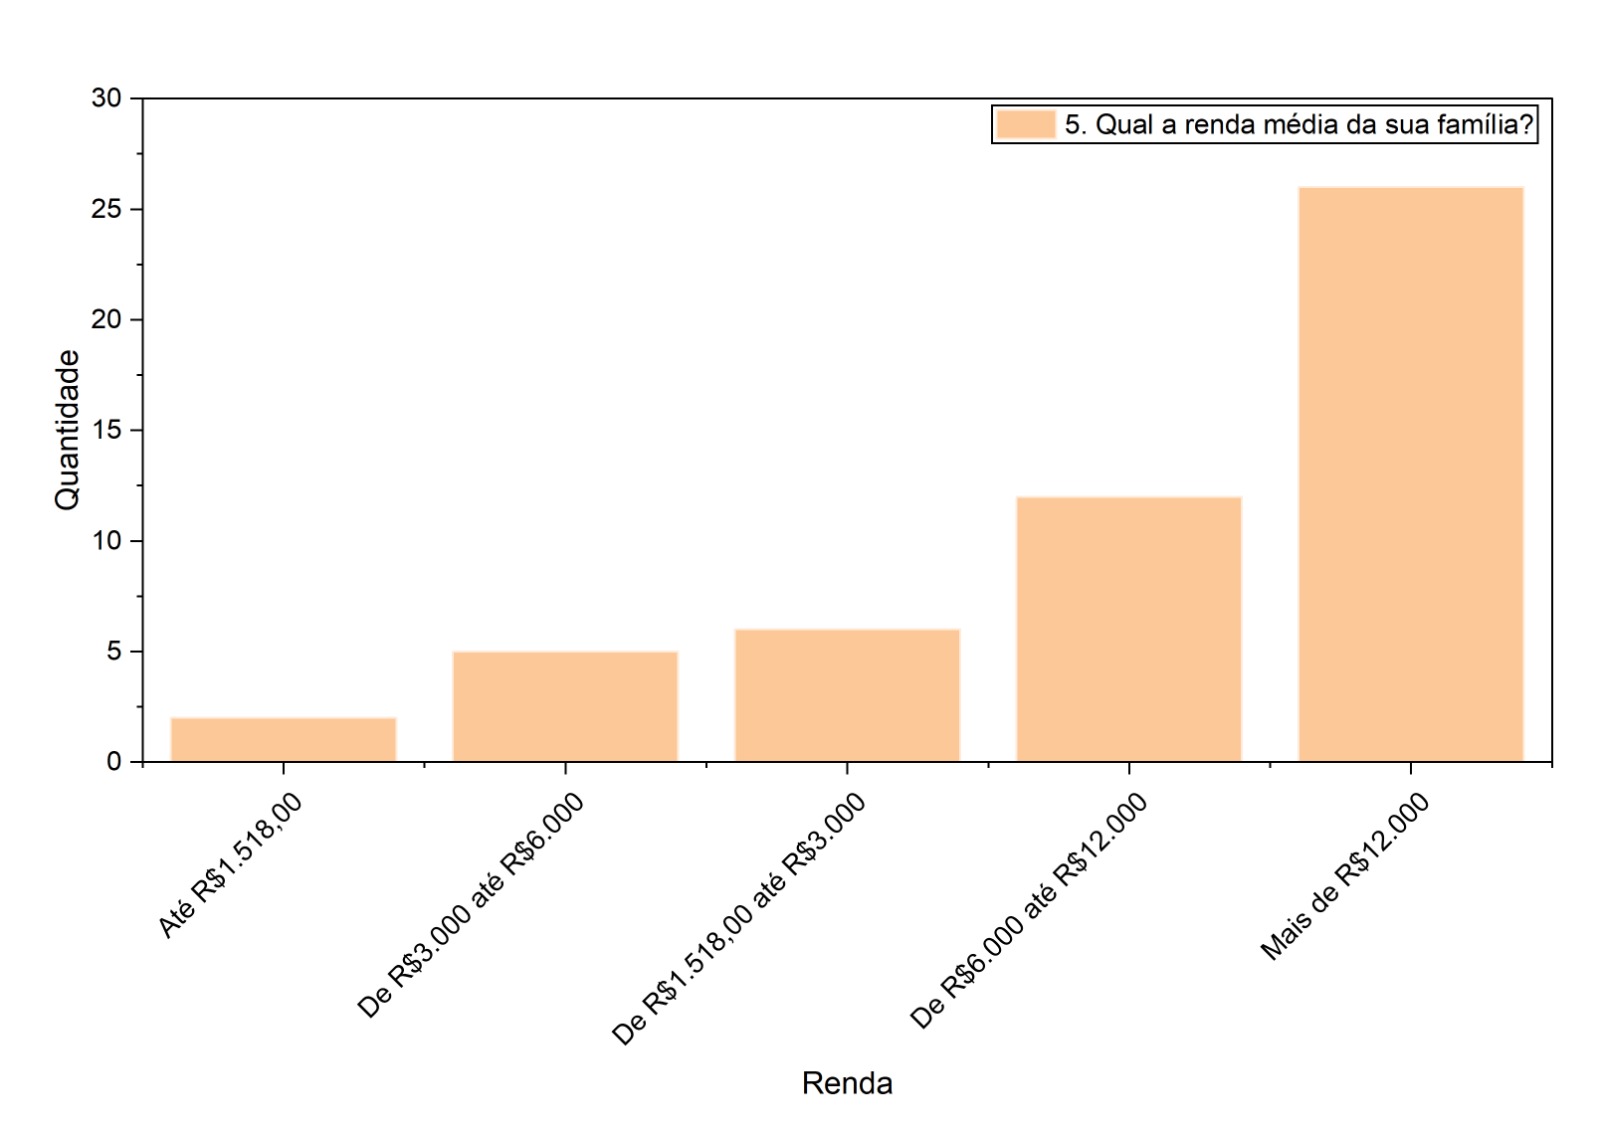 5. Qual a renda média da sua família?
30
25
20
15
10
5
0
Quantidade
Até R$1.518,00
De R$3.000 até R$6.000
De R$1.518,00 até R$3.000
De R$6.000 até R$12.000
Mais de R$12.000
Renda